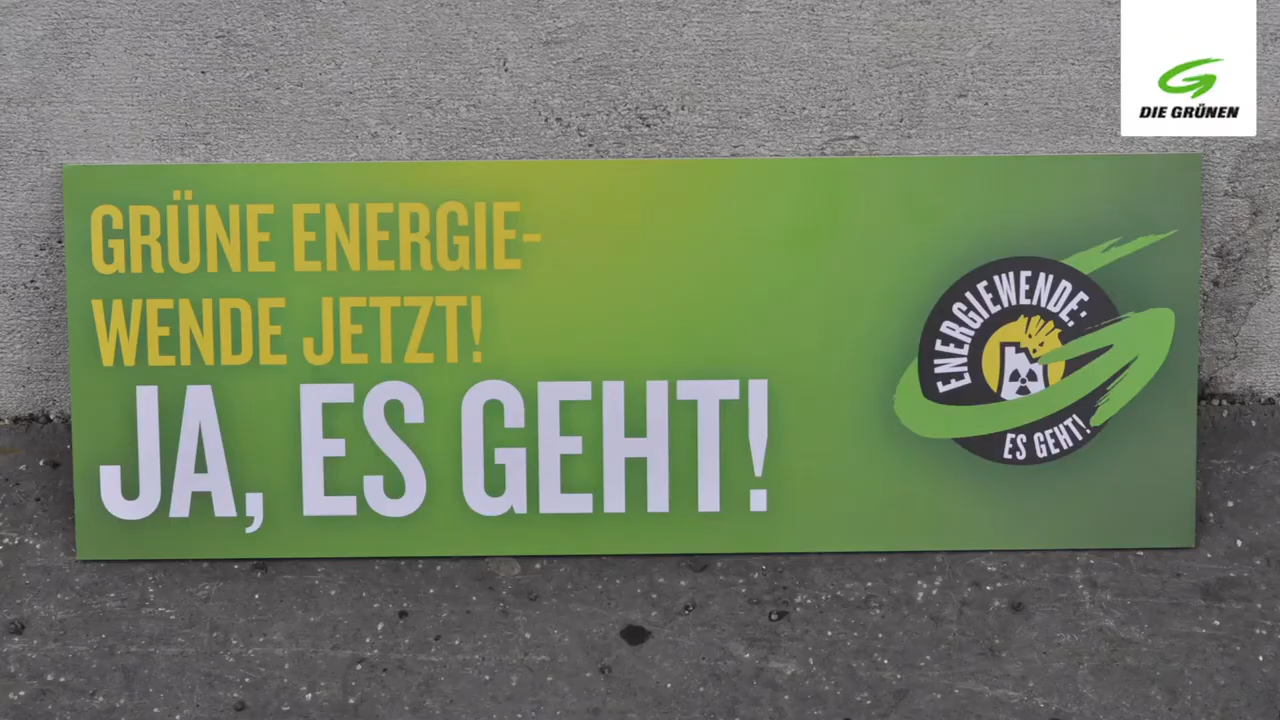 DIE GRÜNEN
GRÜNE ENERGIE-
WENDE JETZT!
JA, ES GEHT!
ENERGIEWENDE:
ES GEHT!